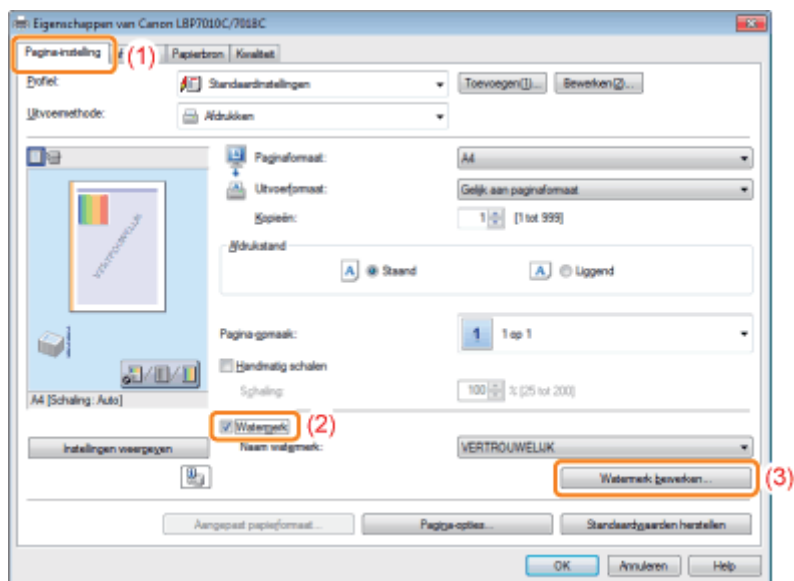 Eigenschappen van Canon LBP7010C/7018C
Pagina-instelling (1) Papierbron Kwaliteit
Profiel: Standaardinstellingen Toevoegen(1)... Bewerken(2)...
Uitvoermethode: Afdrukken
Paginaformaat: A4
Uitvoerformaat: Gelijk aan paginaformaat
Kopieën: 1 [1 tot 999]
Afdrukstand
A Staand A Liggend
VERTROUWELIJK
Pagina-opmaak: 1 1 op 1
Handmatig schalen
Schaling: 100 % [25 tot 200]
A4 [Schaling: Auto]
Watermerk (2)
Instellingen weergeven Naam watermerk: VERTROUWELIJK
Watermerk bewerken... (3)
Aangepast papierformaat... Pagina-opties... Standaardwaarden herstellen
OK Annuleren Help